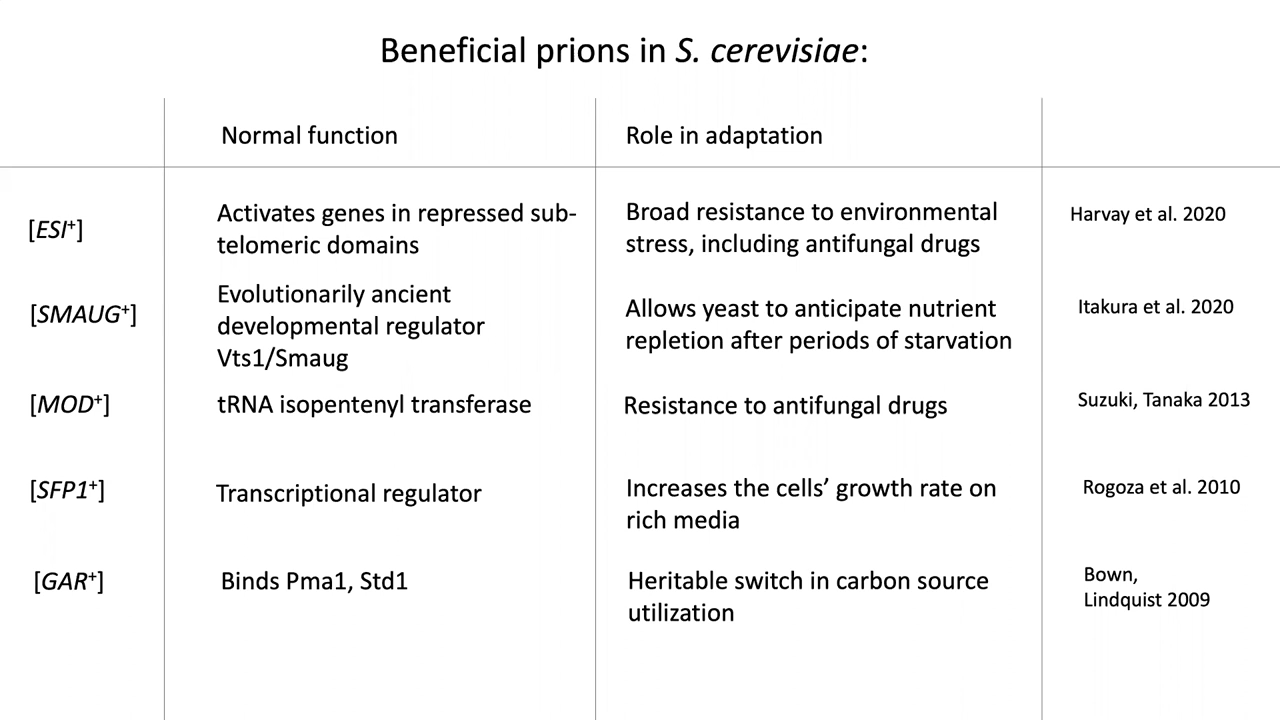 Beneficial prions in S. cerevisiae:
Normal function
Role in adaptation
[ESI+]
Activates genes in repressed sub-
telomeric domains
Broad resistance to environmental
stress, including antifungal drugs
Harvay et al. 2020
[SMAUG+]
Evolutionarily ancient
developmental regulator
Vts1/Smaug
Allows yeast to anticipate nutrient
repletion after periods of starvation
Itakura et al. 2020
[MOD+]
tRNA isopentenyl transferase
Resistance to antifungal drugs
Suzuki, Tanaka 2013
[SFP1+]
Transcriptional regulator
Increases the cells’ growth rate on
rich media
Rogoza et al. 2010
[GAR+]
Binds Pma1, Std1
Heritable switch in carbon source
utilization
Bown,
Lindquist 2009